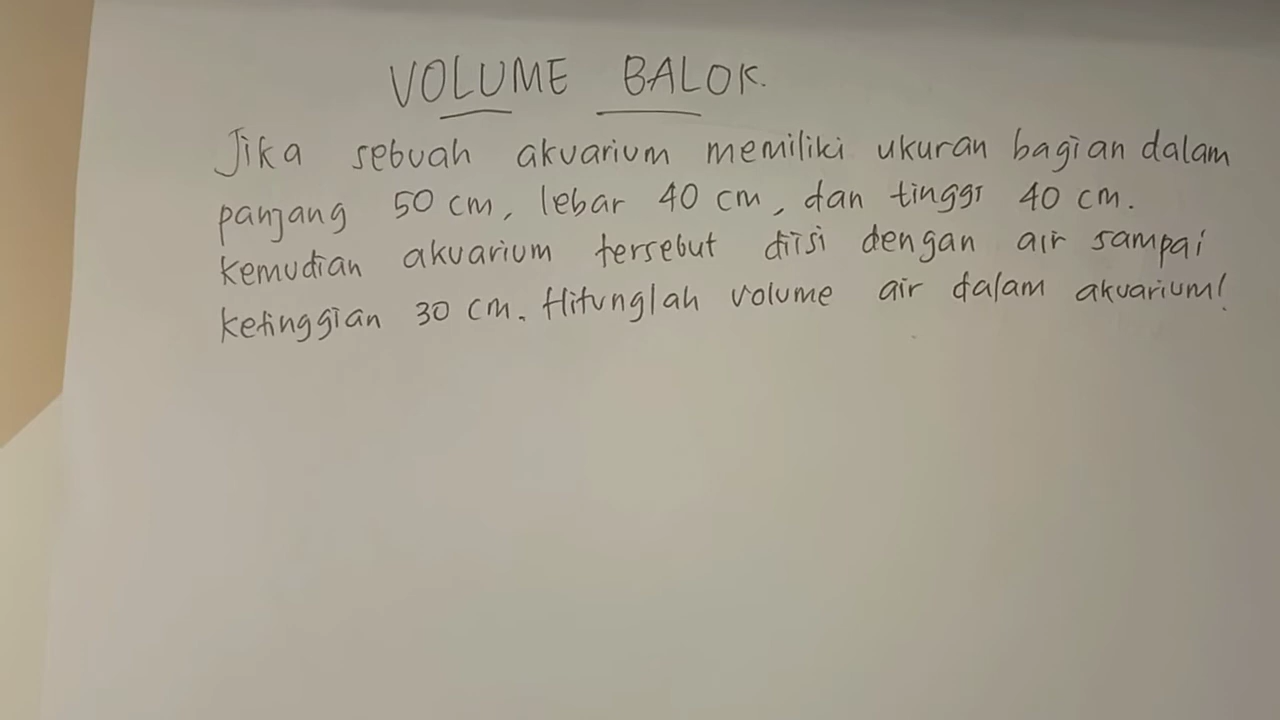 VOLUME BALOK.
Jika sebuah akuarium memiliki ukuran bagian dalam
panjang 50 cm, lebar 40 cm, dan tinggi 40 cm.
Kemudian akuarium tersebut diisi dengan air sampai
ketinggian 30 cm. Hitunglah volume air dalam akuarium!